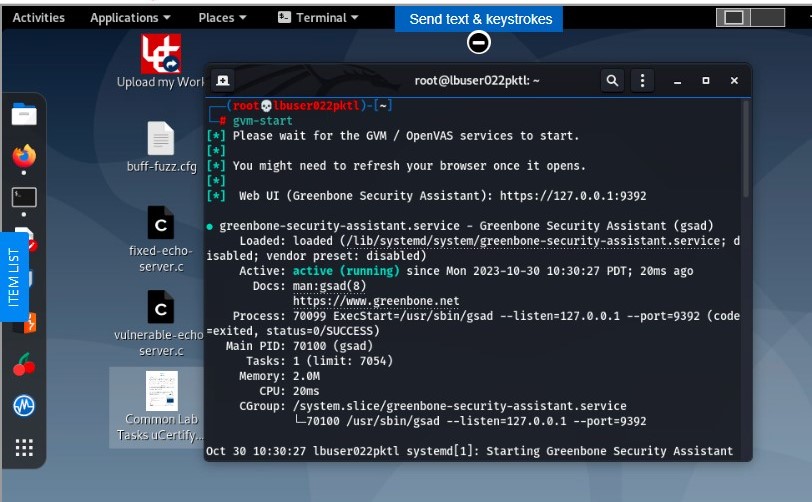 Activities Applications Places Terminal
Send text & keystrokes
Upload my Work
buff-fuzz.cfg
fixed-echo-
server.c
vulnerable-echo
server.c
Common Lab
Tasks uCertify...
ITEM LIST
root@lbuser022pktl: ~
┌──(root💀lbuser022pktl)-[~]
└─# gvm-start
[*] Please wait for the GVM / OpenVAS services to start.
[*]
[*] You might need to refresh your browser once it opens.
[*]
[*]  Web UI (Greenbone Security Assistant): https://127.0.0.1:9392
● greenbone-security-assistant.service - Greenbone Security Assistant (gsad)
Loaded: loaded (/lib/systemd/system/greenbone-security-assistant.service; d
isabled; vendor preset: disabled)
Active: active (running) since Mon 2023-10-30 10:30:27 PDT; 20ms ago
Docs: man:gsad(8)
https://www.greenbone.net
Process: 70099 ExecStart=/usr/sbin/gsad --listen=127.0.0.1 --port=9392 (code
=exited, status=0/SUCCESS)
Main PID: 70100 (gsad)
Tasks: 1 (limit: 7054)
Memory: 2.0M
CPU: 20ms
CGroup: /system.slice/greenbone-security-assistant.service
└─70100 /usr/sbin/gsad --listen=127.0.0.1 --port=9392
Oct 30 10:30:27 lbuser022pktl systemd[1]: Starting Greenbone Security Assistant